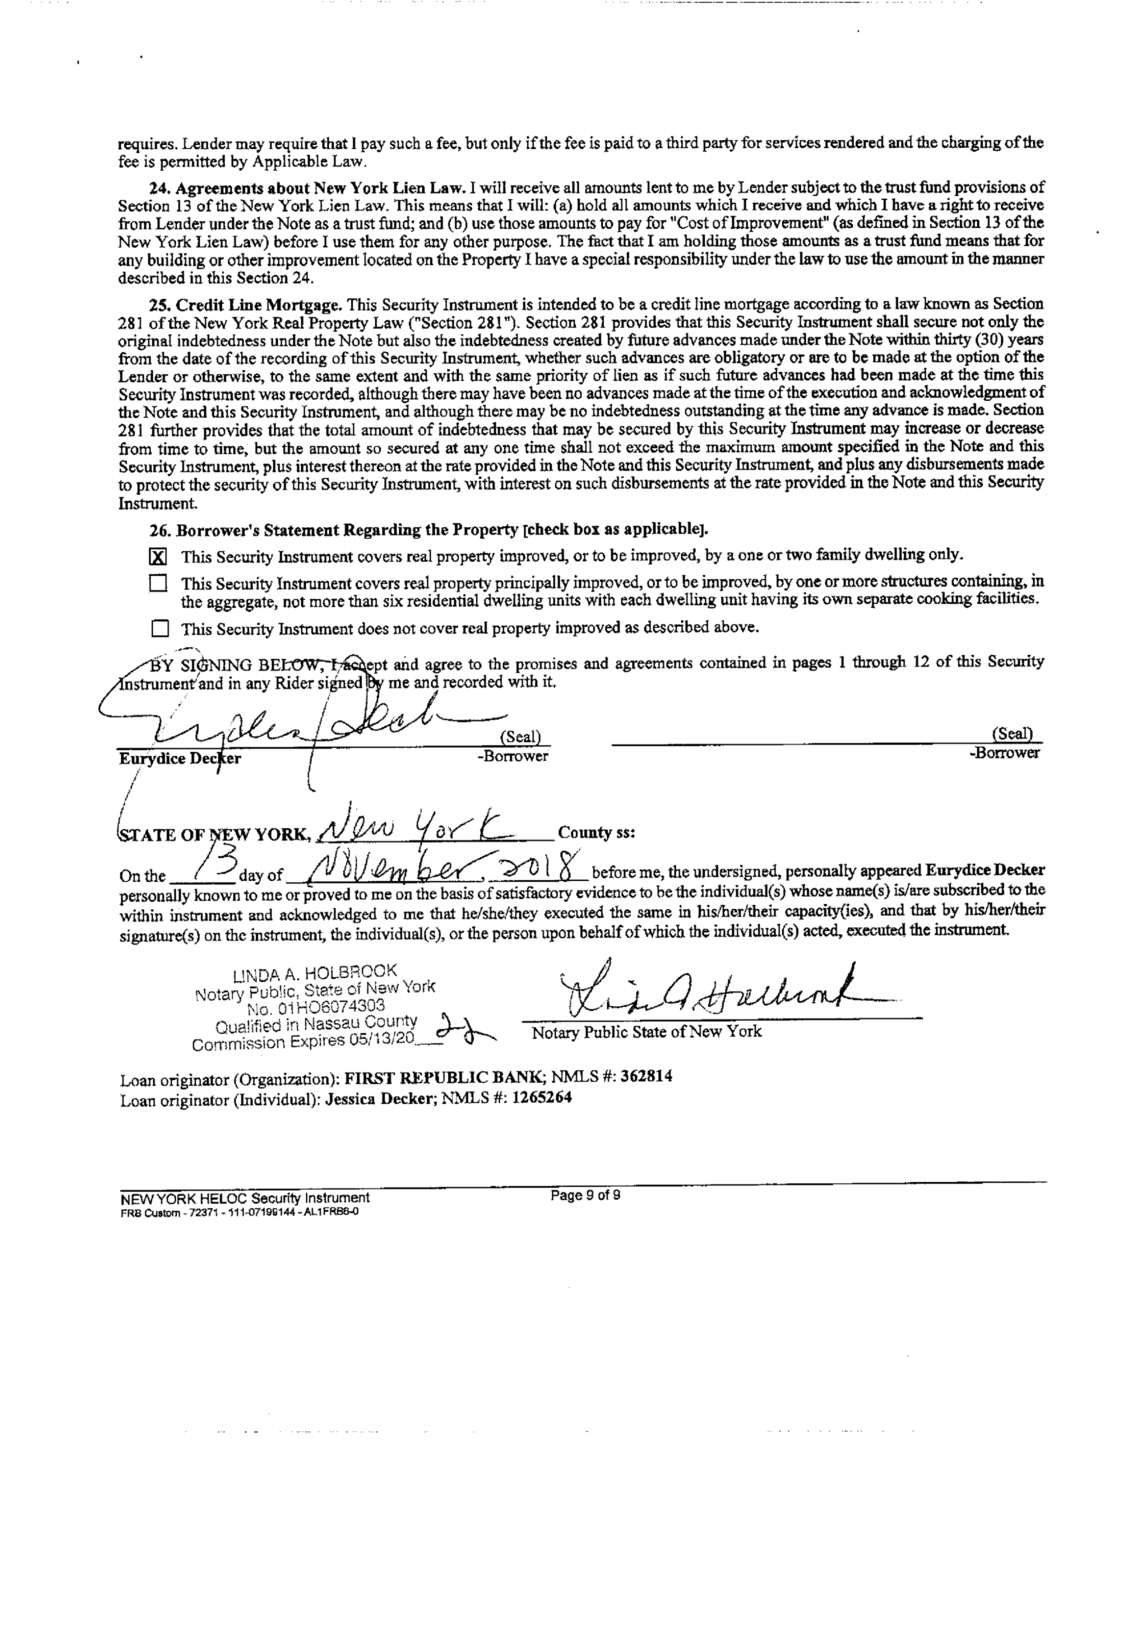 requires. Lender may require that I pay such a fee, but only if the fee is paid to a third party for services rendered and the charging of the
fee is permitted by Applicable Law.
24. Agreements about New York Lien Law. I will receive all amounts lent to me by Lender subject to the trust fund provisions of
Section 13 of the New York Lien Law. This means that I will: (a) hold all amounts which I receive and which I have a right to receive
from Lender under the Note as a trust fund; and (b) use those amounts to pay for "Cost of Improvement" (as defined in Section 13 of the
New York Lien Law) before I use them for any other purpose. The fact that I am holding those amounts as a trust fund means that for
any building or other improvement located on the Property I have a special responsibility under the law to use the amount in the manner
described in this Section 24.
25. Credit Line Mortgage. This Security Instrument is intended to be a credit line mortgage according to a law known as Section
281 of the New York Real Property Law ("Section 281"). Section 281 provides that this Security Instrument shall secure not only the
original indebtedness under the Note but also the indebtedness created by future advances made under the Note within thirty (30) years
from the date of the recording of this Security Instrument, whether such advances are obligatory or are to be made at the option of the
Lender or otherwise, to the same extent and with the same priority of lien as if such future advances had been made at the time this
Security Instrument was recorded, although there may have been no advances made at the time of the execution and acknowledgment of
the Note and this Security Instrument, and although there may be no indebtedness outstanding at the time any advance is made. Section
281 further provides that the total amount of indebtedness that may be secured by this Security Instrument may increase or decrease
from time to time, but the amount so secured at any one time shall not exceed the maximum amount specified in the Note and this
Security Instrument, plus interest thereon at the rate provided in the Note and this Security Instrument, and plus any disbursements made
to protect the security of this Security Instrument, with interest on such disbursements at the rate provided in the Note and this Security
Instrument.
26. Borrower's Statement Regarding the Property [check box as applicable].
X This Security Instrument covers real property improved, or to be improved, by a one or two family dwelling only.
This Security Instrument covers real property principally improved, or to be improved, by one or more structures containing, in
the aggregate, not more than six residential dwelling units with each dwelling unit having its own separate cooking facilities.
This Security Instrument does not cover real property improved as described above.
BY SIGNING BELOW, I accept and agree to the promises and agreements contained in pages 1 through 12 of this Security
Instrument and in any Rider signed by me and recorded with it.
(Seal) (Seal)
Eurydice Decker -Borrower -Borrower
STATE OF NEW YORK, New York County ss:
On the 13 day of November, 2018 before me, the undersigned, personally appeared Eurydice Decker
personally known to me or proved to me on the basis of satisfactory evidence to be the individual(s) whose name(s) is/are subscribed to the
within instrument and acknowledged to me that he/she/they executed the same in his/her/their capacity(ies), and that by his/her/their
signature(s) on the instrument, the individual(s), or the person upon behalf of which the individual(s) acted, executed the instrument.
LINDA A. HOLBROOK
Notary Public, State of New York
No. 01HO6074303
Qualified in Nassau County
Commission Expires 05/13/20 22
Linda A Holbrook
Notary Public State of New York
Loan originator (Organization): FIRST REPUBLIC BANK; NMLS #: 362814
Loan originator (Individual): Jessica Decker; NMLS #: 1265264
NEW YORK HELOC Security Instrument Page 9 of 9
FRB Custom - 72371 - 111-07199144 - AL1FRB6-0